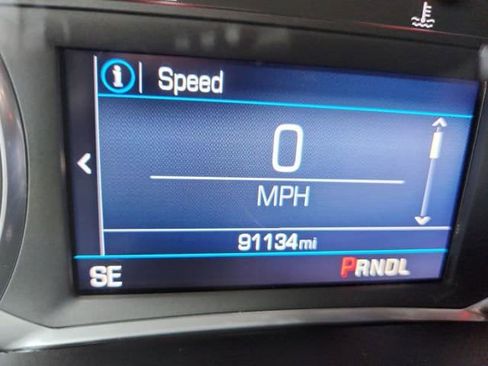 i Speed
0
MPH
91134mi
SE PRNDL